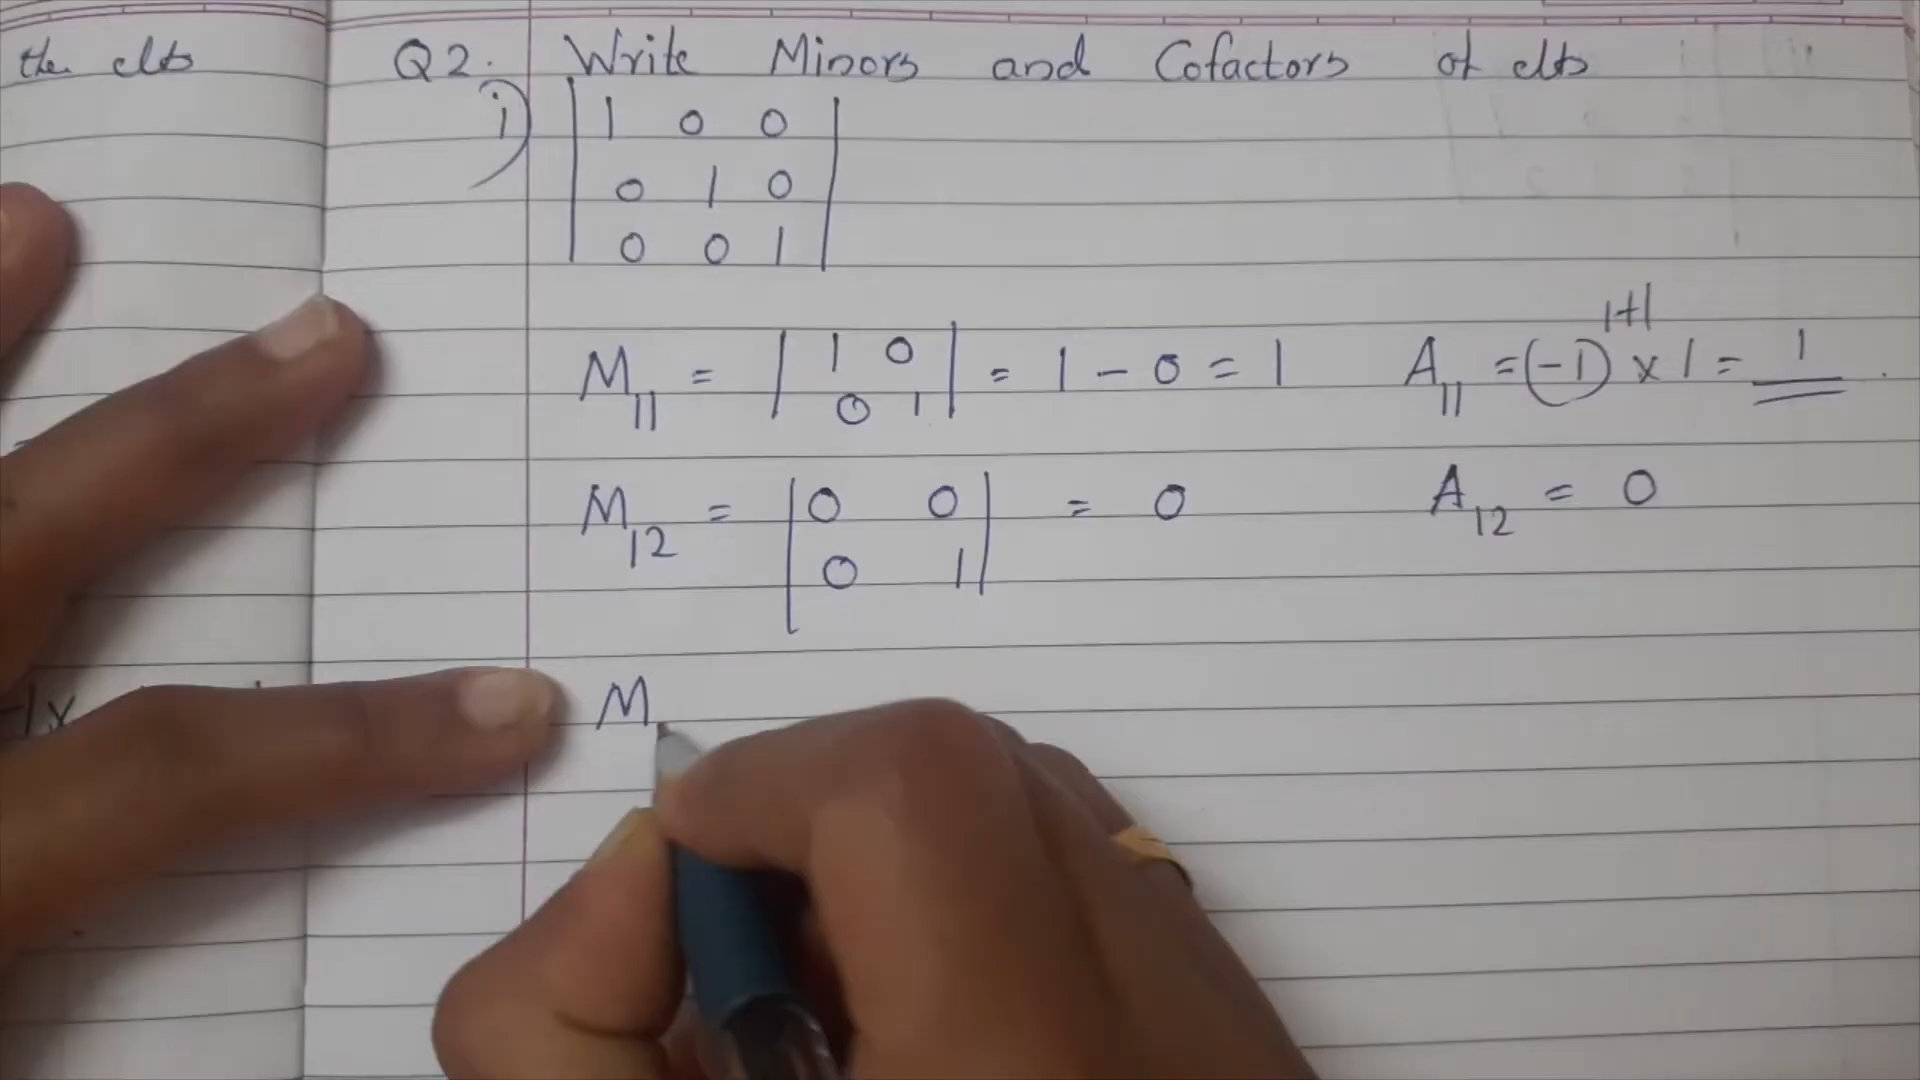 the elts
Q2. Write Minors and Cofactors of elts
i) | 1 0 0 |
| 0 1 0 |
| 0 0 1 |
M11 = | 1 0 | = 1 - 0 = 1 A11 = (-1)^1+1 x 1 = 1
| 0 1 |
M12 = | 0 0 | = 0 A12 = 0
| 0 1 |
M